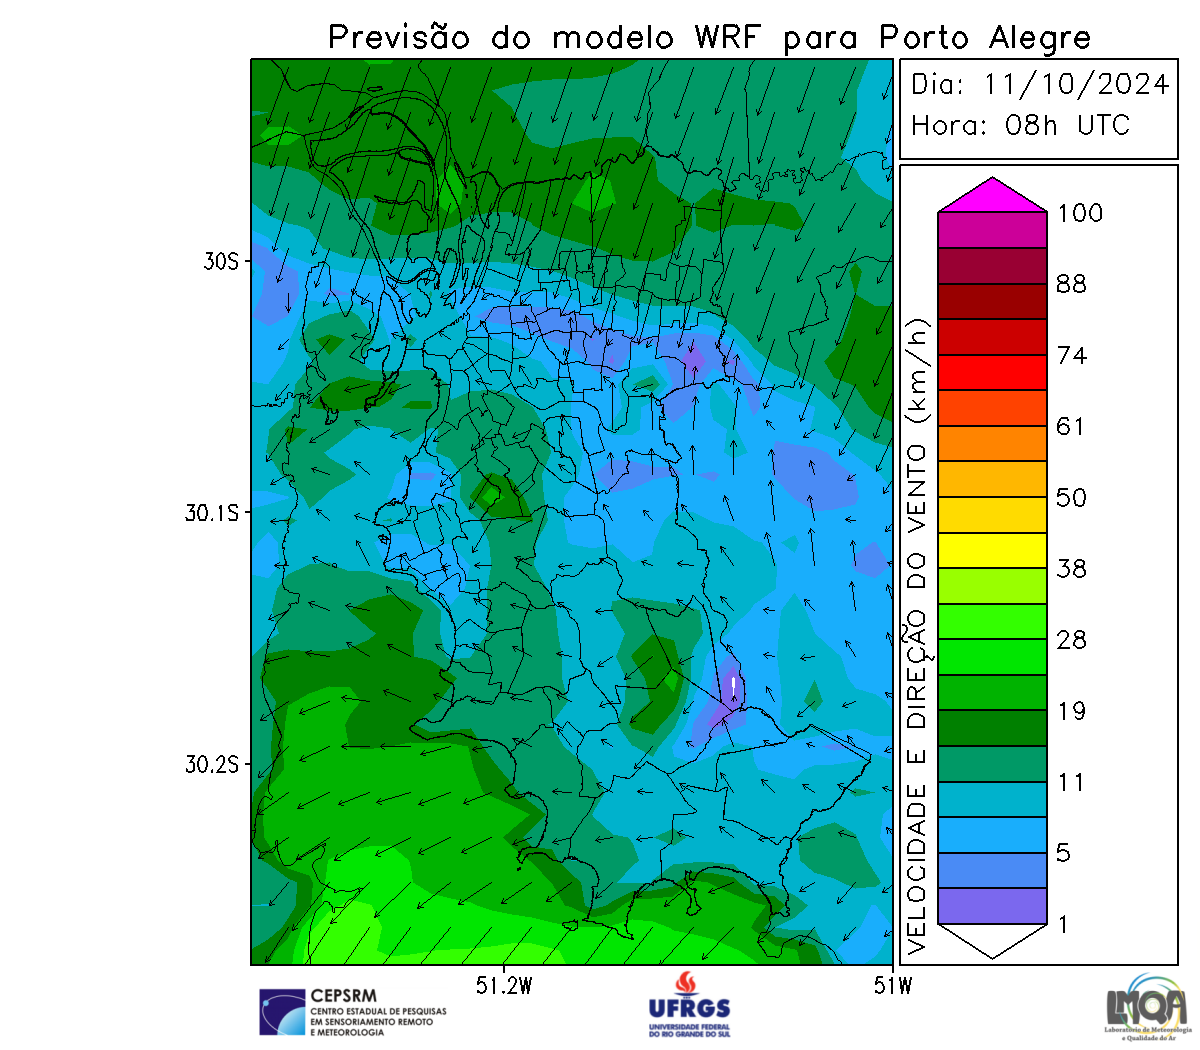 Previsão do modelo WRF para Porto Alegre
Dia: 11/10/2024
Hora: 08h UTC
30S
30.1S
30.2S
51.2W
51W
VELOCIDADE E DIREÇÃO DO VENTO (km/h)
100
88
74
61
50
38
28
19
11
5
1
CEPSRM
CENTRO ESTADUAL DE PESQUISAS
EM SENSORIAMENTO REMOTO
E METEOROLOGIA
UFRGS
UNIVERSIDADE FEDERAL
DO RIO GRANDE DO SUL
LMQA
Laboratório de Meteorologia
e Qualidade do Ar